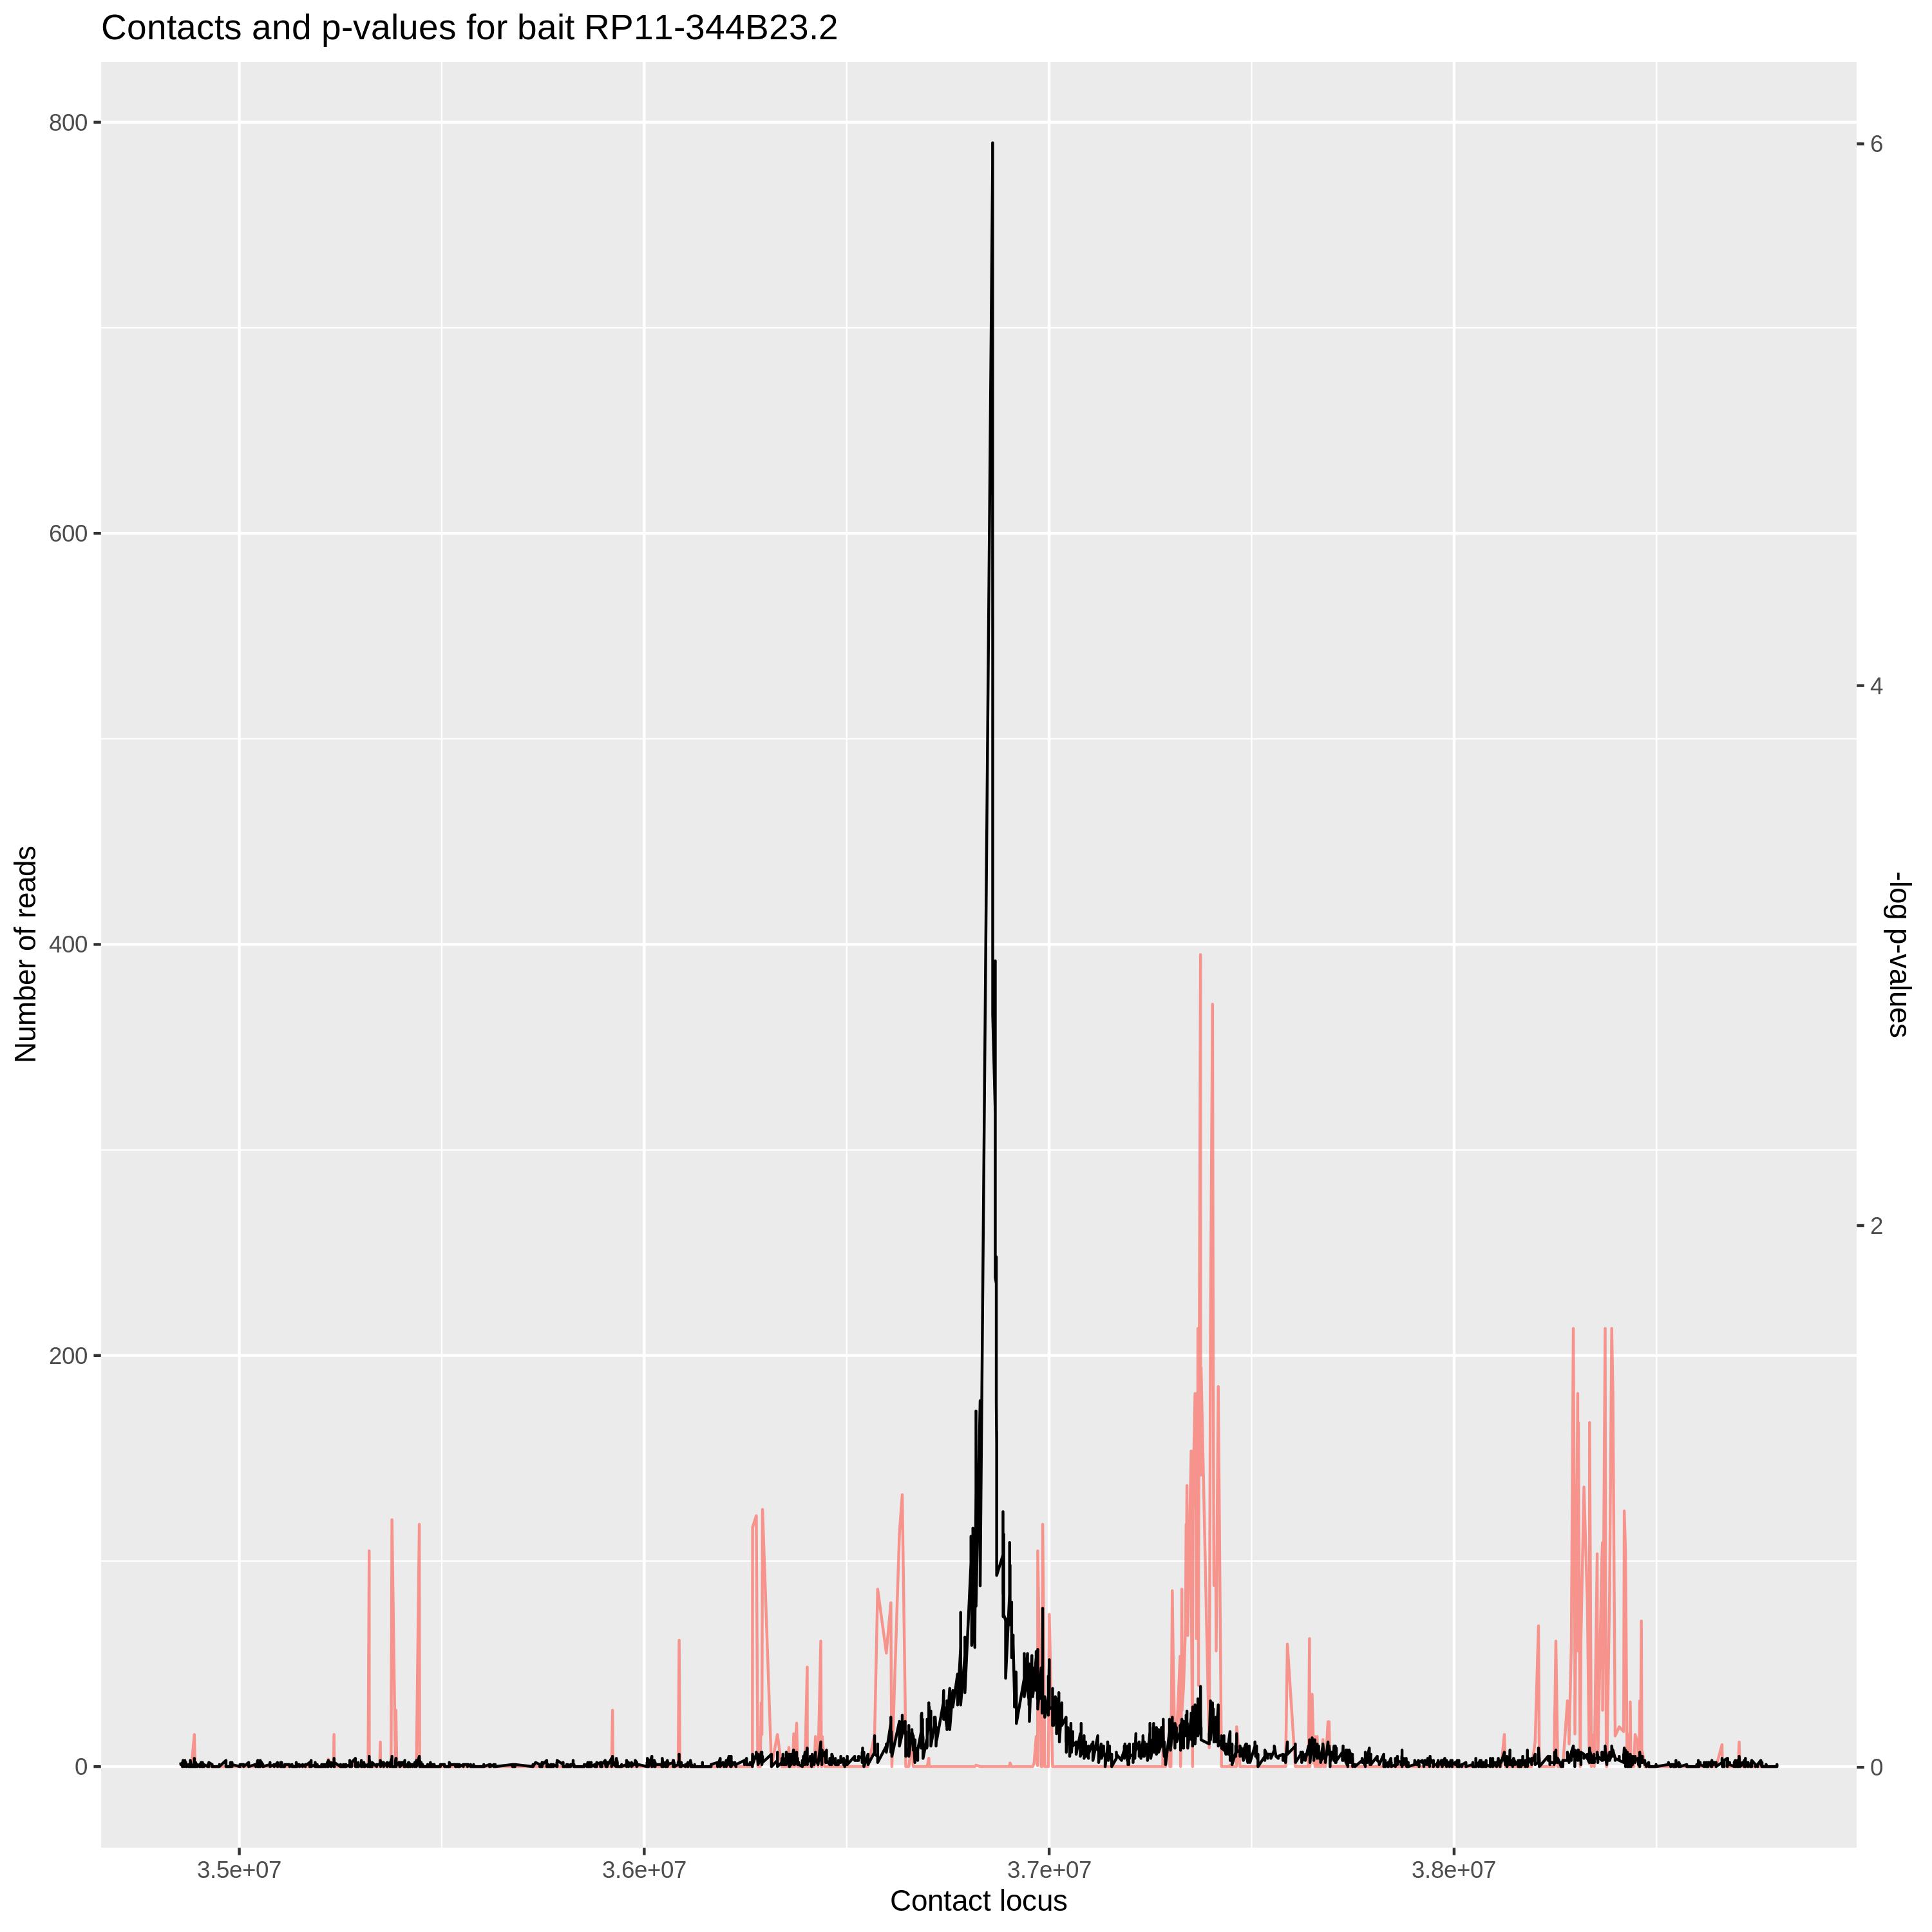 Contacts and p-values for bait RP11-344B23.2
800
600
400
200
0
Number of reads
6
4
2
0
-log p-values
3.5e+07
3.6e+07
3.7e+07
3.8e+07
Contact locus